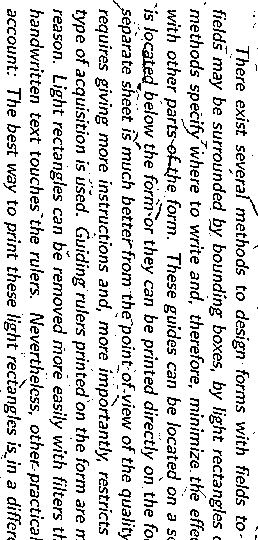 There exist several methods to design forms with fields to
fields may be surrounded by bounding boxes, by light rectangles
methods specify where to write and, therefore, minimize the effe
with other parts of the form. These guides can be located on a s
is located below the form or they can be printed directly on the fo
separate sheet is much better from the point of view of the quality
requires giving more instructions and, more importantly, restricts
type of acquisition is used. Guiding rulers printed on the form are m
reason. Light rectangles can be removed more easily with filters th
handwritten text touches the rulers. Nevertheless, other practical
account: The best way to print these light rectangles is in a differe